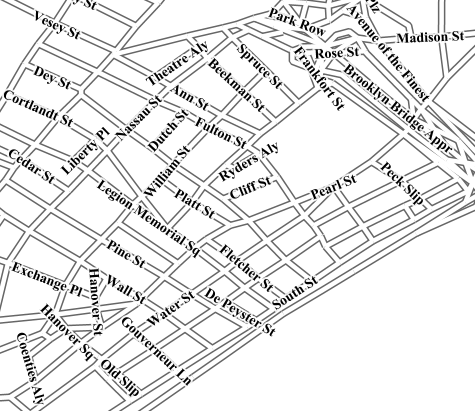 y St
Plz
Vesey St
Park Row
Avenue of the Finest
Madison St
Rose St
Theatre Aly
Spruce St
Frankfort St
Dey St
Beekman St
Brooklyn Bridge Appr
Ann St
Cortlandt St
Nassau St
Dutch St
Fulton St
Liberty Pl
Cedar St
William St
Ryders Aly
Cliff St
Pearl St
Peck Slip
Legion Memorial Sq
Platt St
Pine St
Fletcher St
Exchange Pl
Hanover St
Wall St
Water St
De Peyster St
South St
Hanover Sq
Gouverneur Ln
Coenties Aly
Old Slip